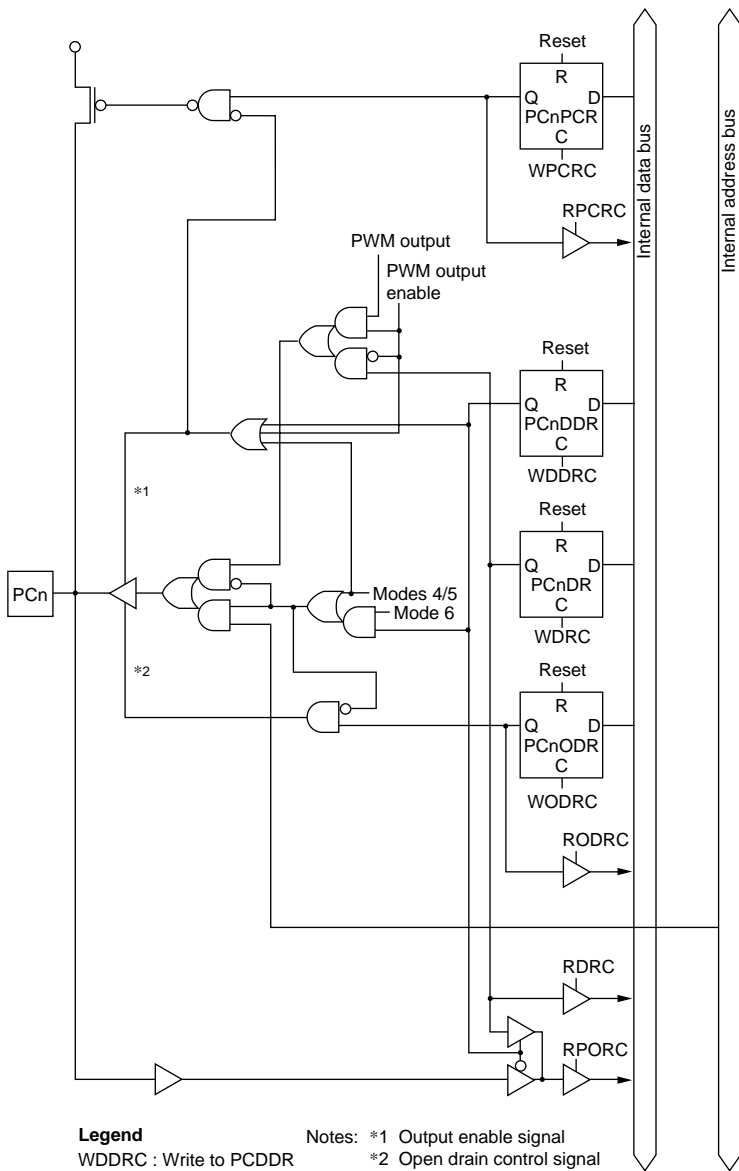 Reset
R
Q D
PCnPCR
C
WPCRC
RPCRC
Internal data bus
Internal address bus
PWM output
PWM output
enable
Reset
R
Q D
PCnDDR
C
WDDRC
*1
Reset
R
Q D
PCnDR
C
WDRC
PCn
Modes 4/5
Mode 6
*2
Reset
R
Q D
PCnODR
C
WODRC
RODRC
RDRC
RPORC
Legend
WDDRC : Write to PCDDR
Notes: *1 Output enable signal
*2 Open drain control signal